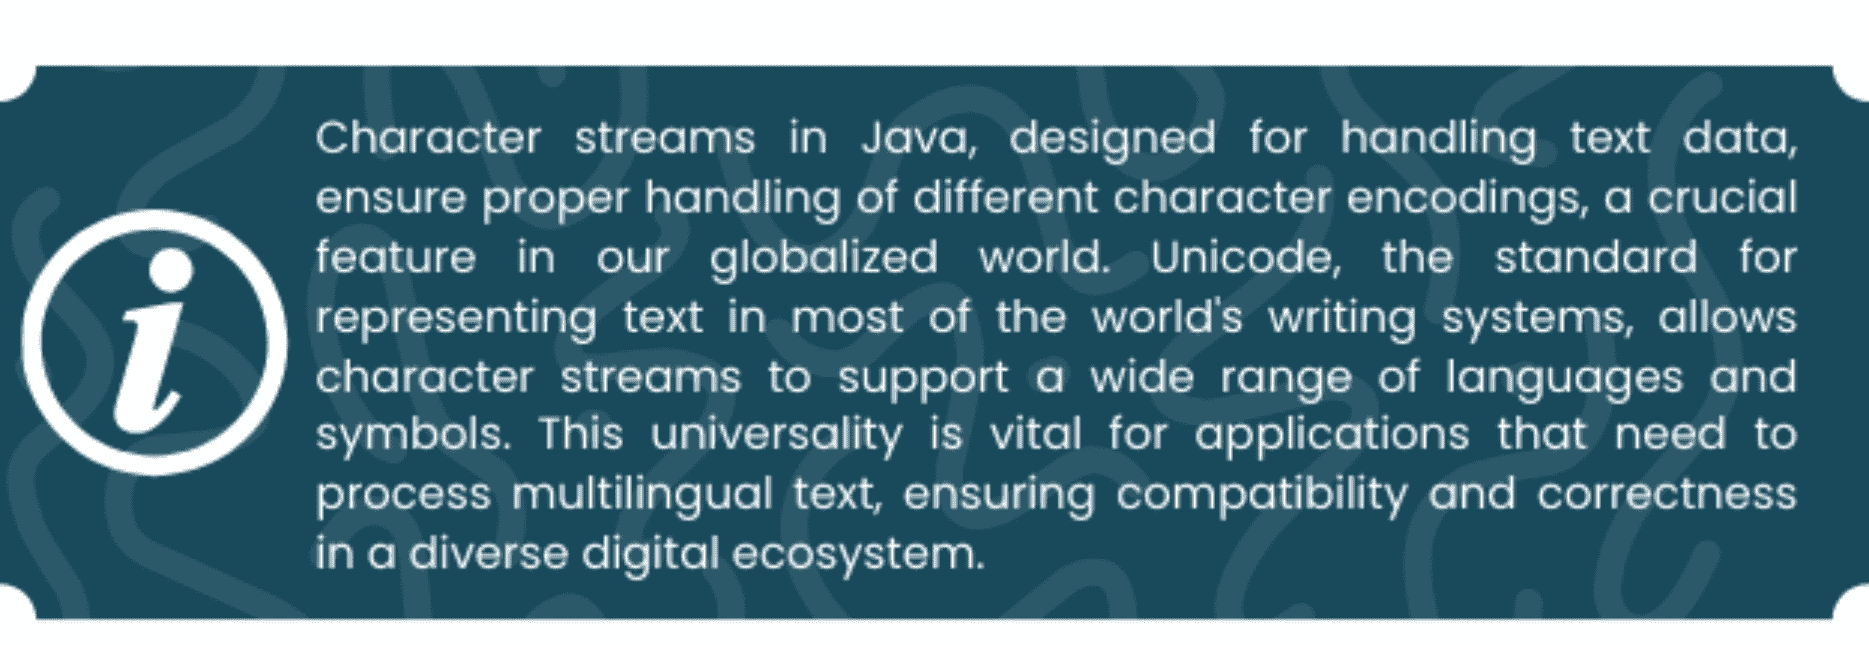 Character streams in Java, designed for handling text data,
ensure proper handling of different character encodings, a crucial
feature in our globalized world. Unicode, the standard for
representing text in most of the world's writing systems, allows
character streams to support a wide range of languages and
symbols. This universality is vital for applications that need to
process multilingual text, ensuring compatibility and correctness
in a diverse digital ecosystem.